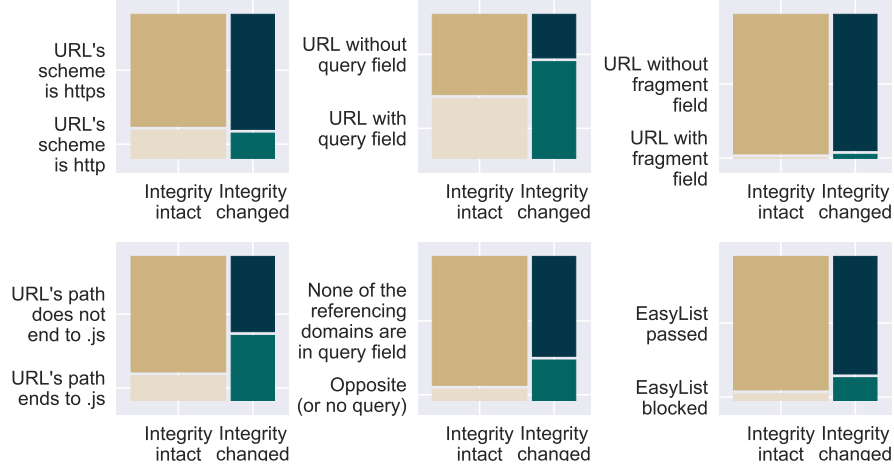 URL's
scheme
is https
URL's
scheme
is http
Integrity
intact
Integrity
changed
URL without
query field
URL with
query field
Integrity
intact
Integrity
changed
URL without
fragment
field
URL with
fragment
field
Integrity
intact
Integrity
changed
URL's path
does not
end to .js
URL's path
ends to .js
Integrity
intact
Integrity
changed
None of the
referencing
domains are
in query field
Opposite
(or no query)
Integrity
intact
Integrity
changed
EasyList
passed
EasyList
blocked
Integrity
intact
Integrity
changed